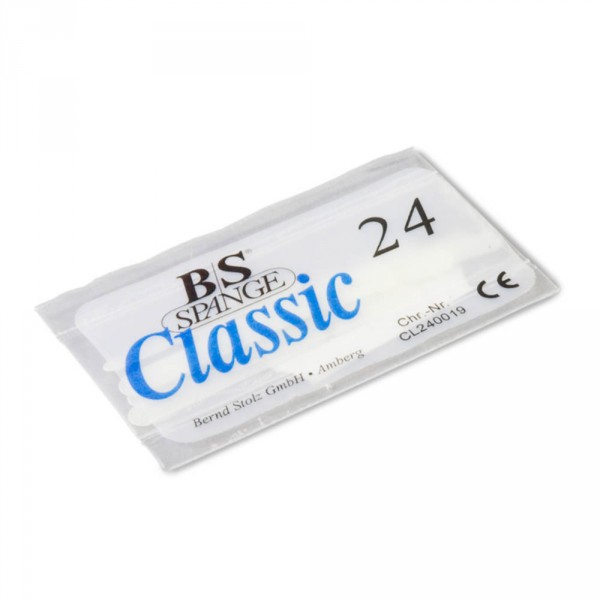 B/S®
SPANGE
Classic
24
Bernd Stolz GmbH • Amberg
Chr.-Nr.
CL240019
CE